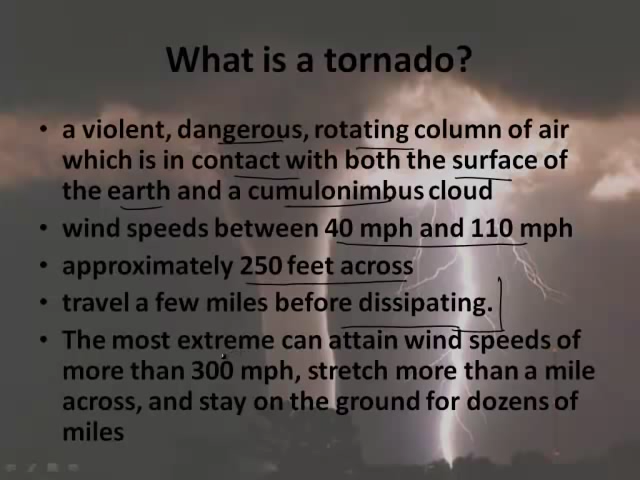 What is a tornado?
• a violent, dangerous, rotating column of air
which is in contact with both the surface of
the earth and a cumulonimbus cloud
• wind speeds between 40 mph and 110 mph
• approximately 250 feet across
• travel a few miles before dissipating.
• The most extreme can attain wind speeds of
more than 300 mph, stretch more than a mile
across, and stay on the ground for dozens of
miles